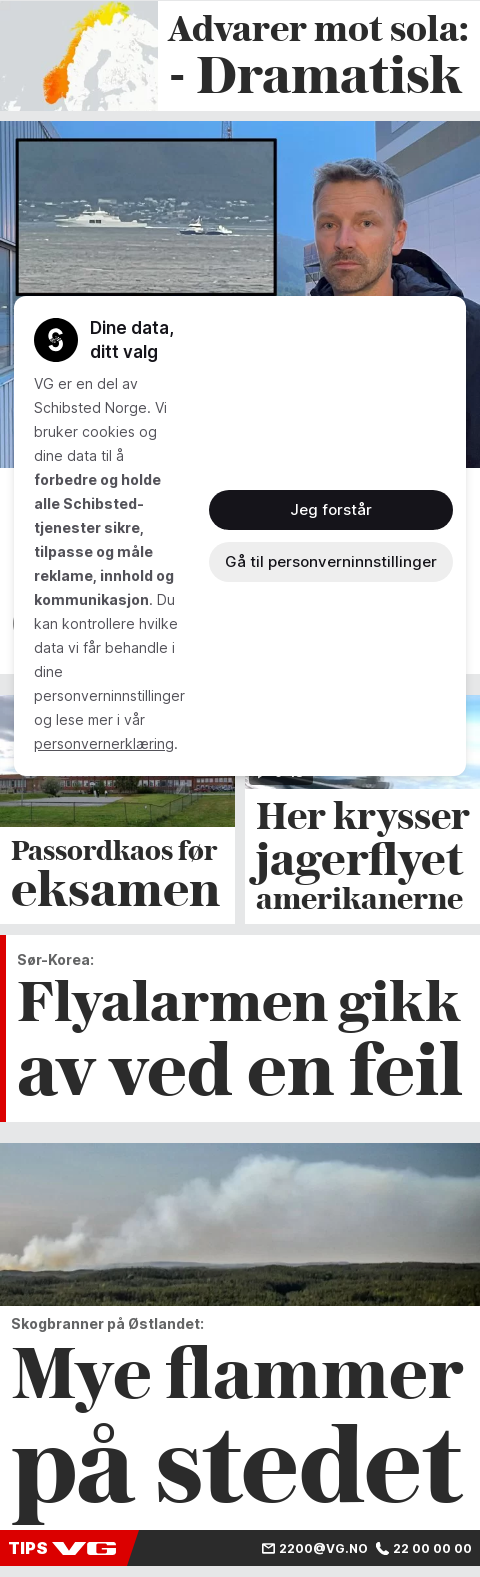 Advarer mot sola:
- Dramatisk
Dine data,
ditt valg
VG er en del av
Schibsted Norge. Vi
bruker cookies og
dine data til å
forbedre og holde
alle Schibsted-
tjenester sikre,
tilpasse og måle
reklame, innhold og
kommunikasjon. Du
kan kontrollere hvilke
data vi får behandle i
dine
personverninnstillinger
og lese mer i vår
personvernerklæring.
Jeg forstår
Gå til personverninnstillinger
Passordkaos før
eksamen
Her krysser
jagerflyet
amerikanerne
Sør-Korea:
Flyalarmen gikk
av ved en feil
Skogbranner på Østlandet:
Mye flammer
på stedet
TIPS VG
2200@VG.NO 22 00 00 00